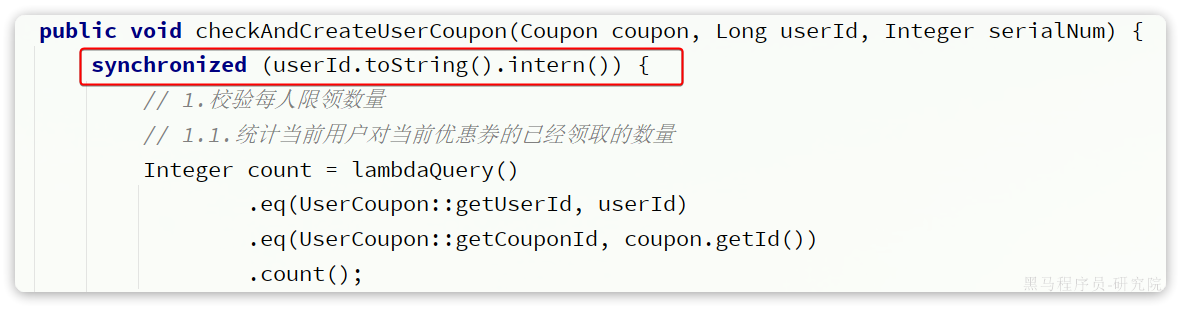 public void checkAndCreateUserCoupon(Coupon coupon, Long userId, Integer serialNum) {
synchronized (userId.toString().intern()) {
// 1.校验每人限领数量
// 1.1.统计当前用户对当前优惠券的已经领取的数量
Integer count = lambdaQuery()
.eq(UserCoupon::getUserId, userId)
.eq(UserCoupon::getCouponId, coupon.getId())
.count();
黑马程序员-研究院